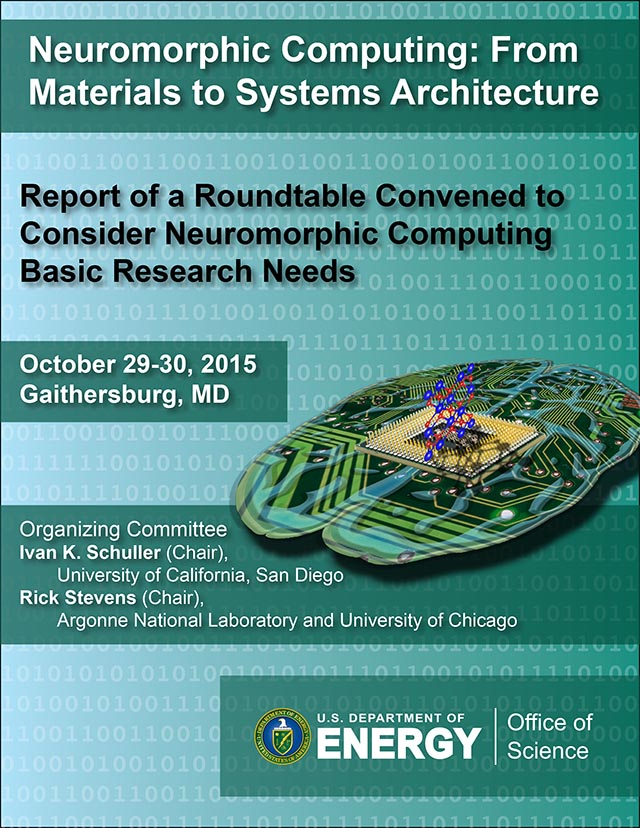 Neuromorphic Computing: From
Materials to Systems Architecture
Report of a Roundtable Convened to
Consider Neuromorphic Computing
Basic Research Needs
October 29-30, 2015
Gaithersburg, MD
Organizing Committee
Ivan K. Schuller (Chair),
University of California, San Diego
Rick Stevens (Chair),
Argonne National Laboratory and University of Chicago
U.S. DEPARTMENT OF
ENERGY
Office of
Science